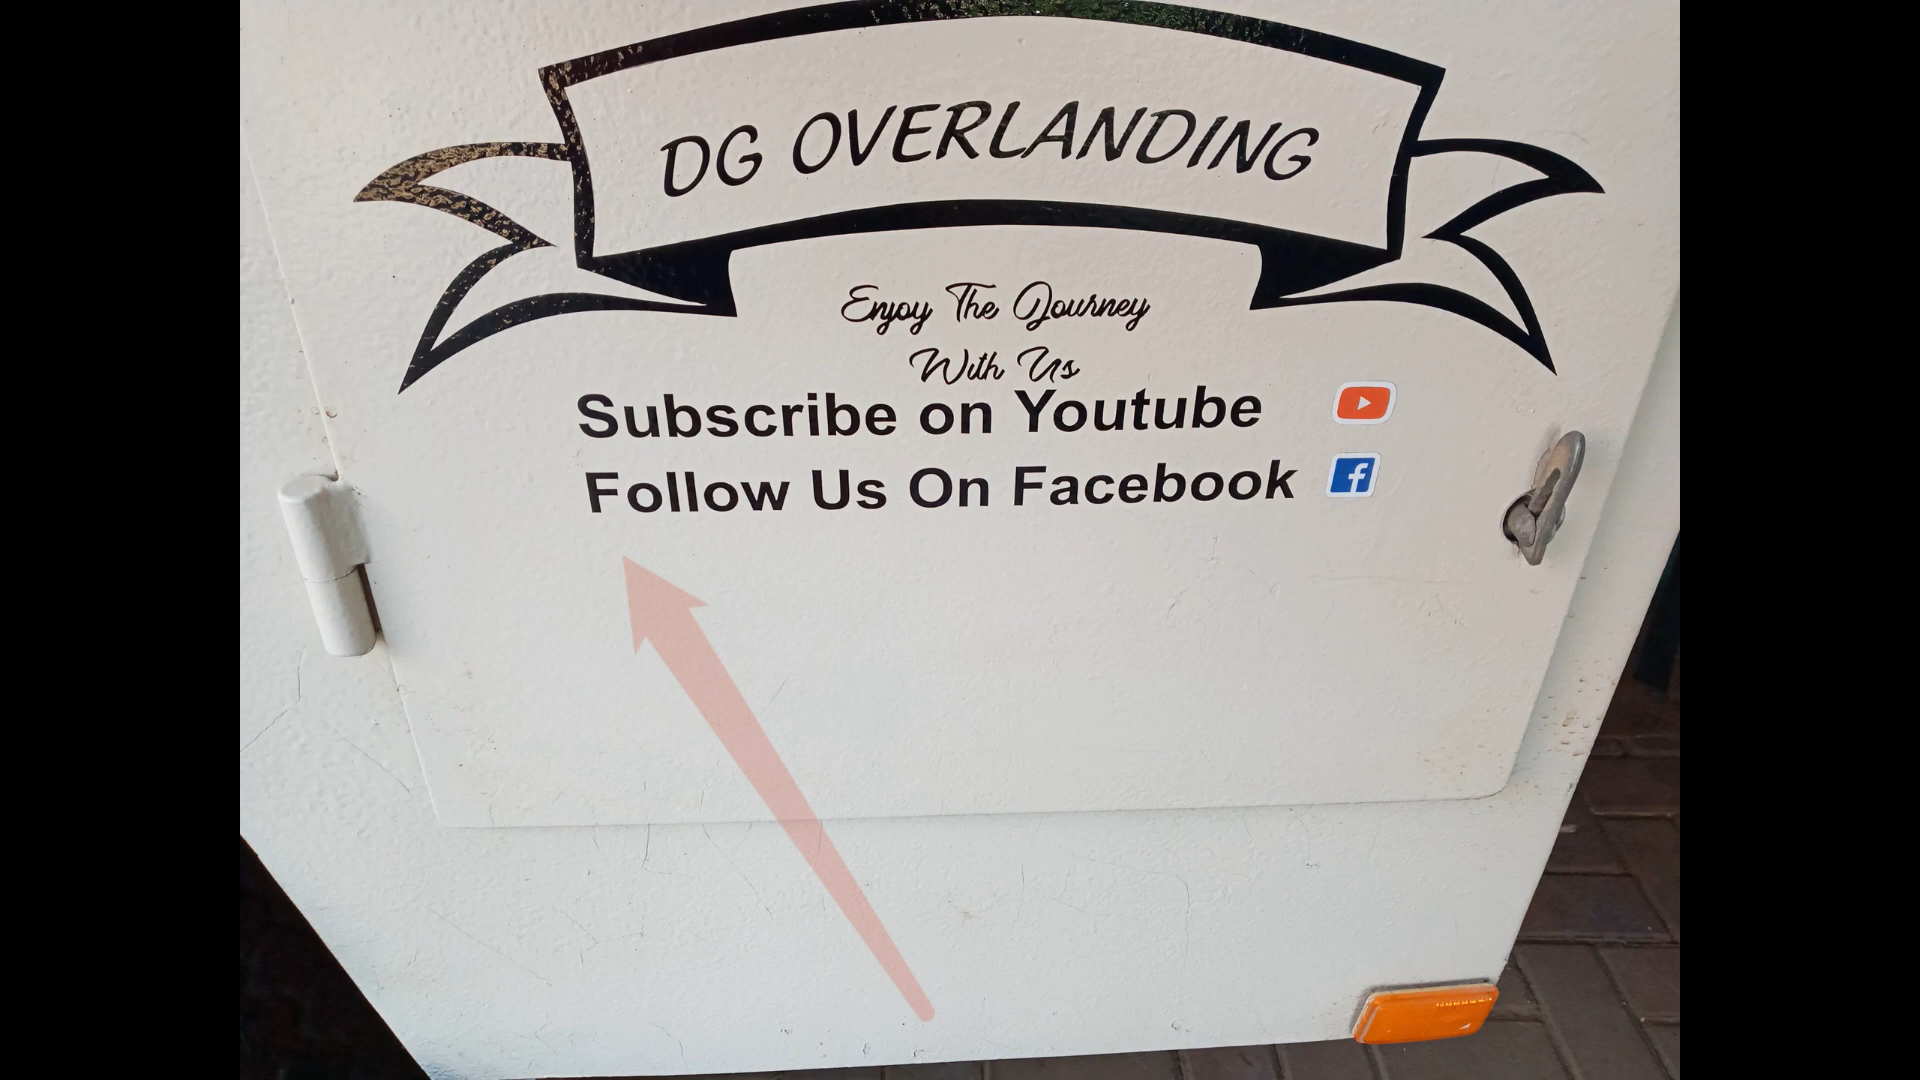 DG OVERLANDING
Enjoy The Journey
With Us
Subscribe on Youtube
Follow Us On Facebook